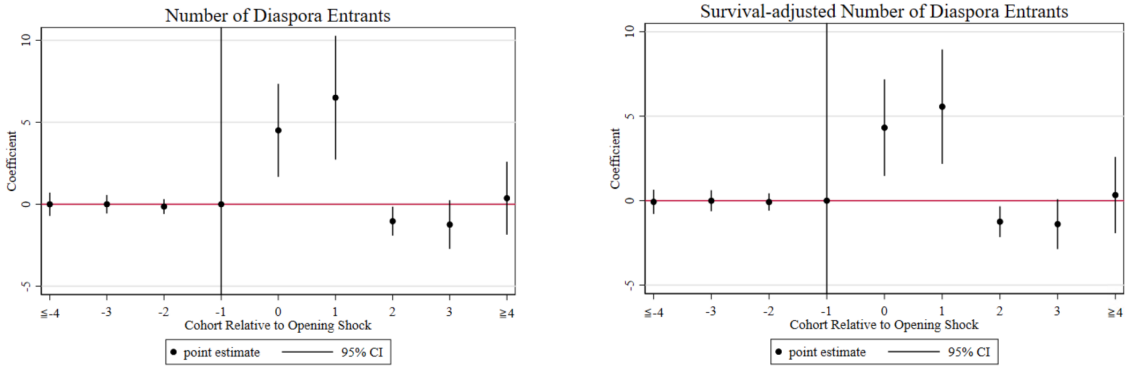 Number of Diaspora Entrants
Coefficient
10
5
0
-5
≦-4 -3 -2 -1 0 1 2 3 ≧4
Cohort Relative to Opening Shock
point estimate 95% CI
Survival-adjusted Number of Diaspora Entrants
Coefficient
10
5
0
-5
≦-4 -3 -2 -1 0 1 2 3 ≧4
Cohort Relative to Opening Shock
point estimate 95% CI